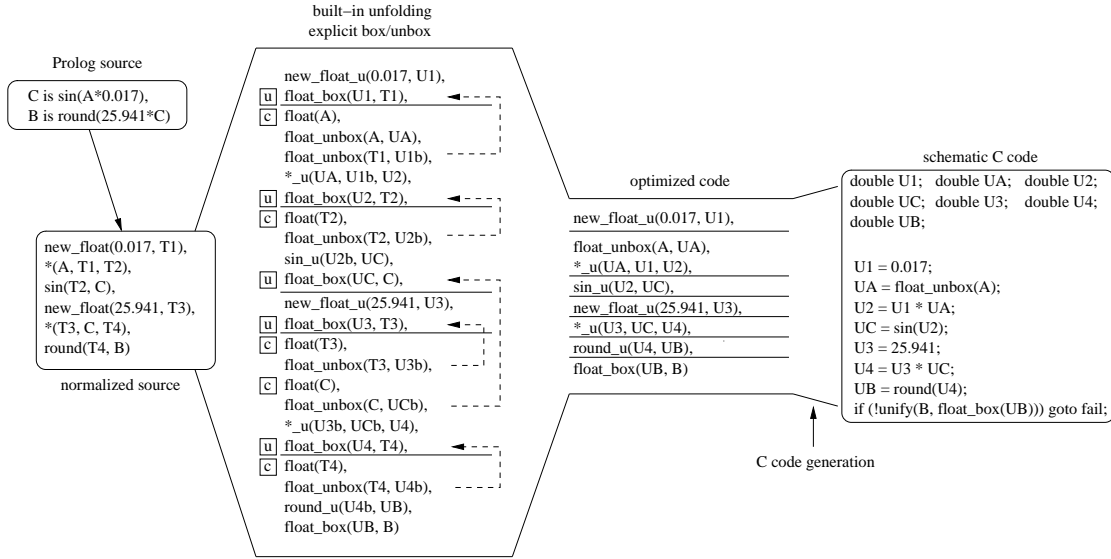 built−in unfolding
explicit box/unbox
Prolog source
C is sin(A*0.017),
B is round(25.941*C)
new_float(0.017, T1),
*(A, T1, T2),
sin(T2, C),
new_float(25.941, T3),
*(T3, C, T4),
round(T4, B)
normalized source
new_float_u(0.017, U1),
u float_box(U1, T1),
c float(A),
float_unbox(A, UA),
float_unbox(T1, U1b),
*_u(UA, U1b, U2),
u float_box(U2, T2),
c float(T2),
float_unbox(T2, U2b),
sin_u(U2b, UC),
u float_box(UC, C),
new_float_u(25.941, U3),
u float_box(U3, T3),
c float(T3),
float_unbox(T3, U3b),
c float(C),
float_unbox(C, UCb),
*_u(U3b, UCb, U4),
u float_box(U4, T4),
c float(T4),
float_unbox(T4, U4b),
round_u(U4b, UB),
float_box(UB, B)
optimized code
new_float_u(0.017, U1),
float_unbox(A, UA),
*_u(UA, U1, U2),
sin_u(U2, UC),
new_float_u(25.941, U3),
*_u(U3, UC, U4),
round_u(U4, UB),
float_box(UB, B)
schematic C code
double U1; double UA; double U2;
double UC; double U3; double U4;
double UB;
U1 = 0.017;
UA = float_unbox(A);
U2 = U1 * UA;
UC = sin(U2);
U3 = 25.941;
U4 = U3 * UC;
UB = round(U4);
if (!unify(B, float_box(UB))) goto fail;
C code generation